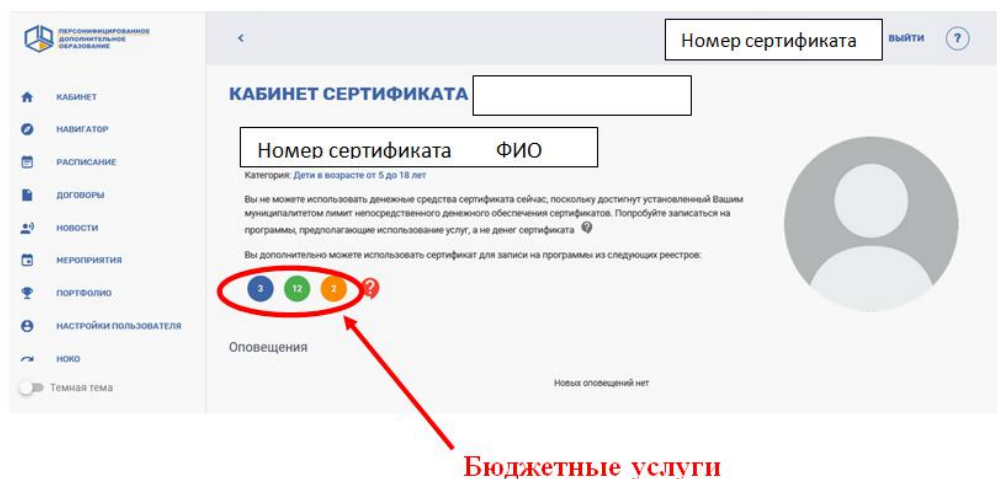 ПЕРСОНИФИЦИРОВАННОЕ
ДОПОЛНИТЕЛЬНОЕ
ОБРАЗОВАНИЕ
Номер сертификата
ВЫЙТИ
?
КАБИНЕТ
НАВИГАТОР
РАСПИСАНИЕ
ДОГОВОРЫ
НОВОСТИ
МЕРОПРИЯТИЯ
ПОРТФОЛИО
НАСТРОЙКИ ПОЛЬЗОВАТЕЛЯ
НОКО
Темная тема
КАБИНЕТ СЕРТИФИКАТА
Номер сертификата ФИО
Категория: Дети в возрасте от 5 до 18 лет
Вы не можете использовать денежные средства сертификата сейчас, поскольку достигнут установленный Вашим
муниципалитетом лимит непосредственного денежного обеспечения сертификатов. Попробуйте записаться на
программы, предполагающие использование услуг, а не денег сертификата ?
Вы дополнительно можете использовать сертификат для записи на программы из следующих реестров:
3 12 2 ?
Оповещения
Новых оповещений нет
Бюджетные услуги